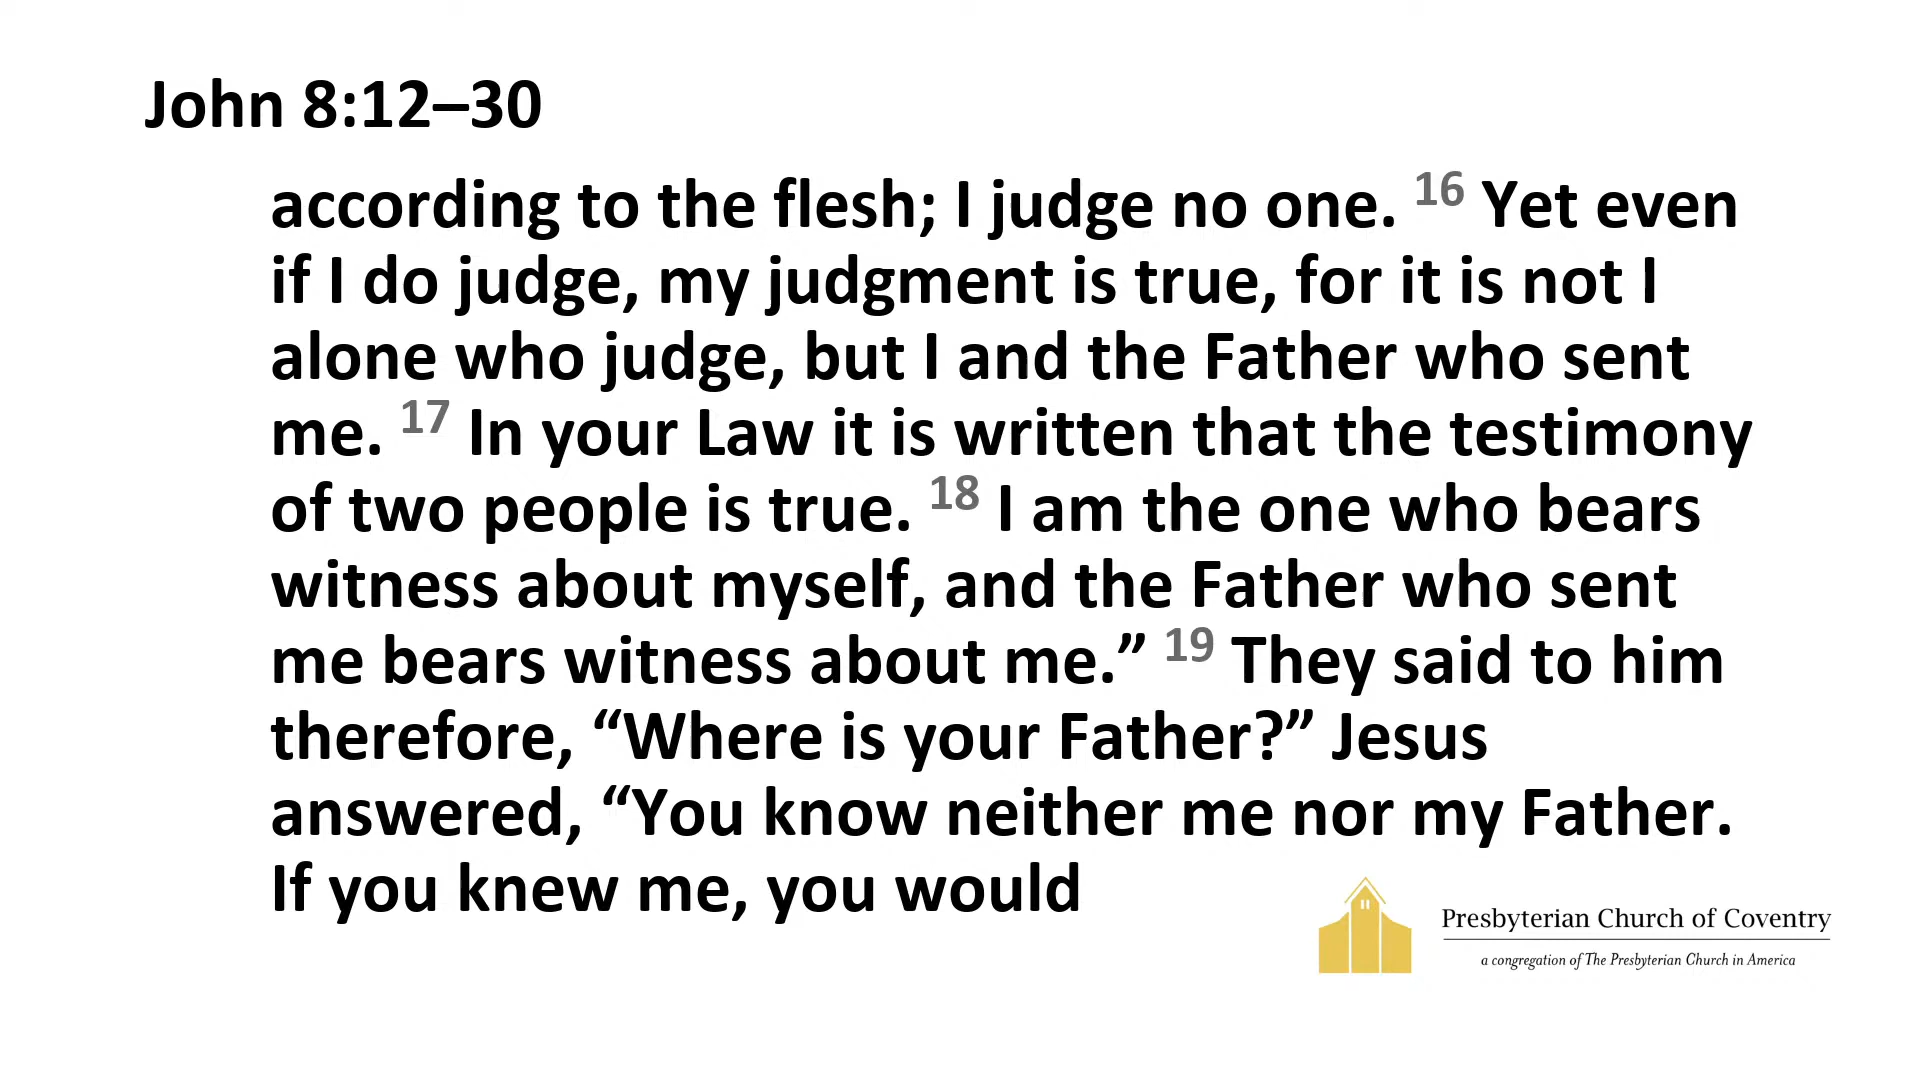 John 8:12–30
according to the flesh; I judge no one. 16 Yet even
if I do judge, my judgment is true, for it is not I
alone who judge, but I and the Father who sent
me. 17 In your Law it is written that the testimony
of two people is true. 18 I am the one who bears
witness about myself, and the Father who sent
me bears witness about me.” 19 They said to him
therefore, “Where is your Father?” Jesus
answered, “You know neither me nor my Father.
If you knew me, you would
Presbyterian Church of Coventry
a congregation of The Presbyterian Church in America